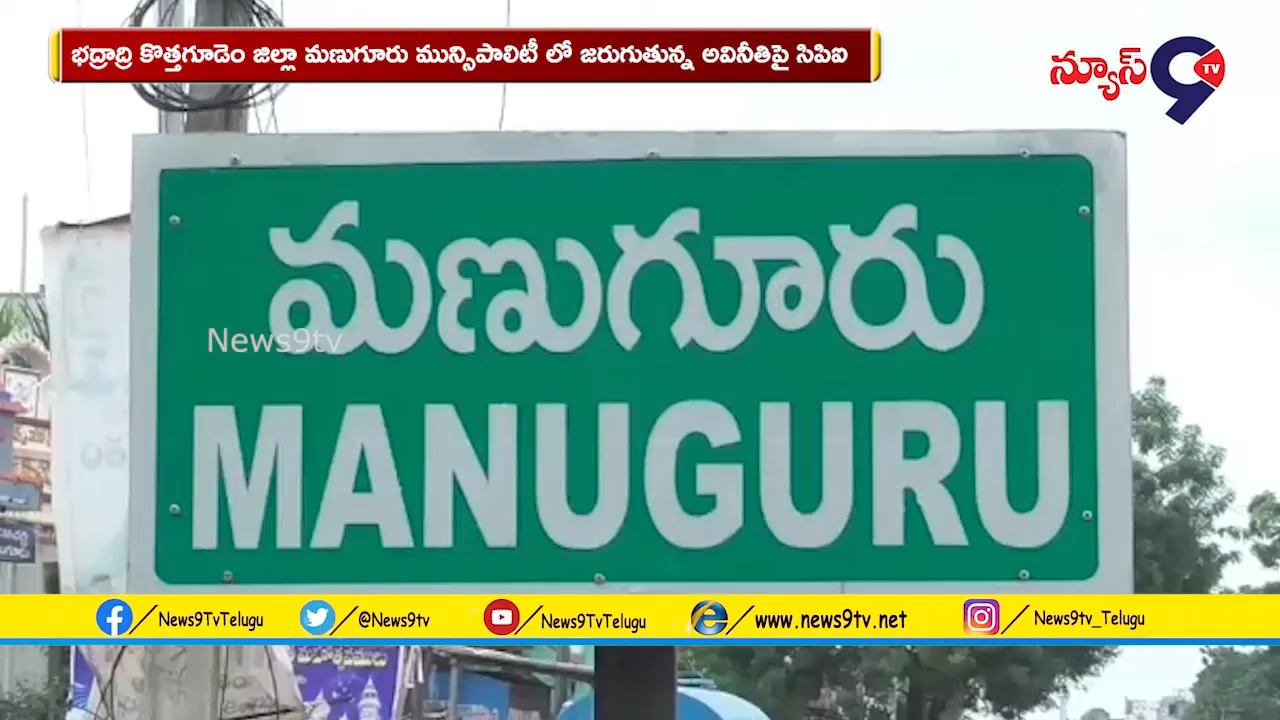 భద్రాద్రి కొత్తగూడెం జిల్లా మణుగూరు మున్సిపాలిటీ లో జరుగుతున్న అవినీతిపై సిపిఐ
న్యూస్ 9 TV
మణుగూరు
News9tv
MANUGURU
/News9TvTelugu /@News9tv /News9TvTelugu /www.news9tv.net /News9tv_Telugu